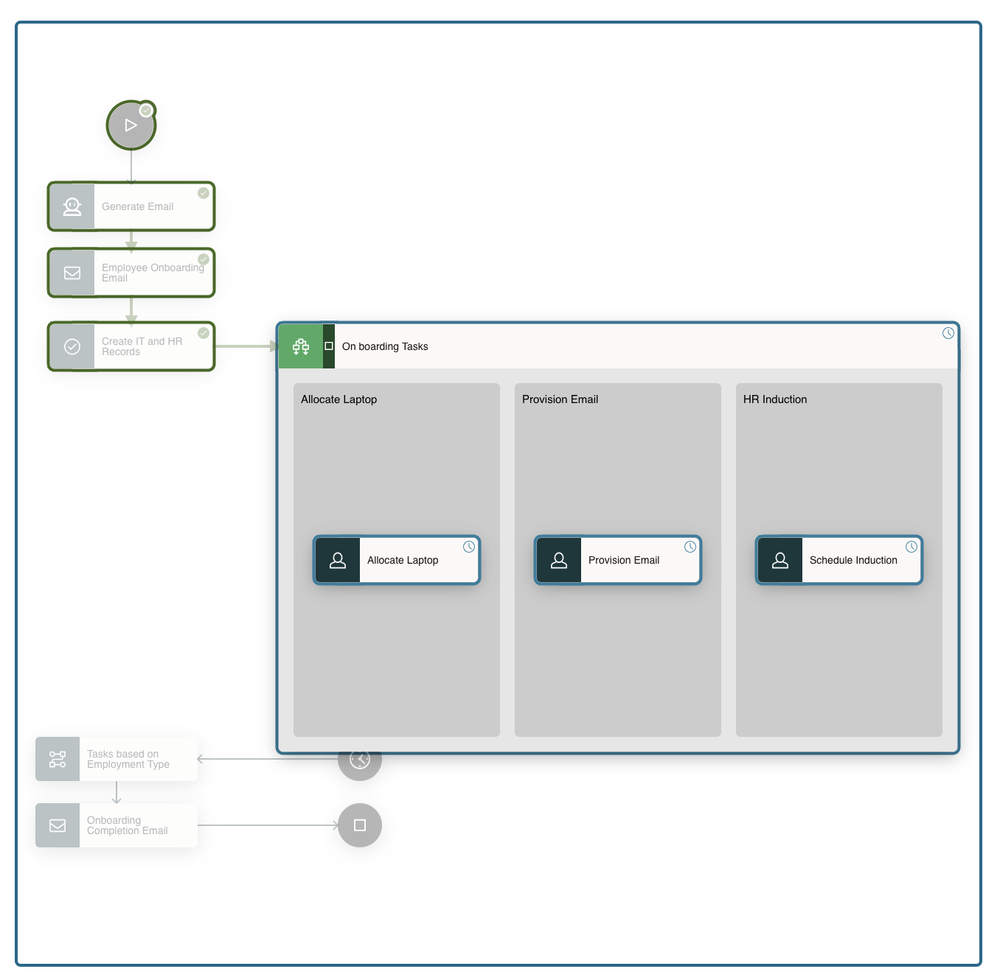 Generate Email
Employee Onboarding
Email
Create IT and HR
Records
On boarding Tasks
Allocate Laptop
Provision Email
HR Induction
Allocate Laptop
Provision Email
Schedule Induction
Tasks based on
Employment Type
Onboarding
Completion Email